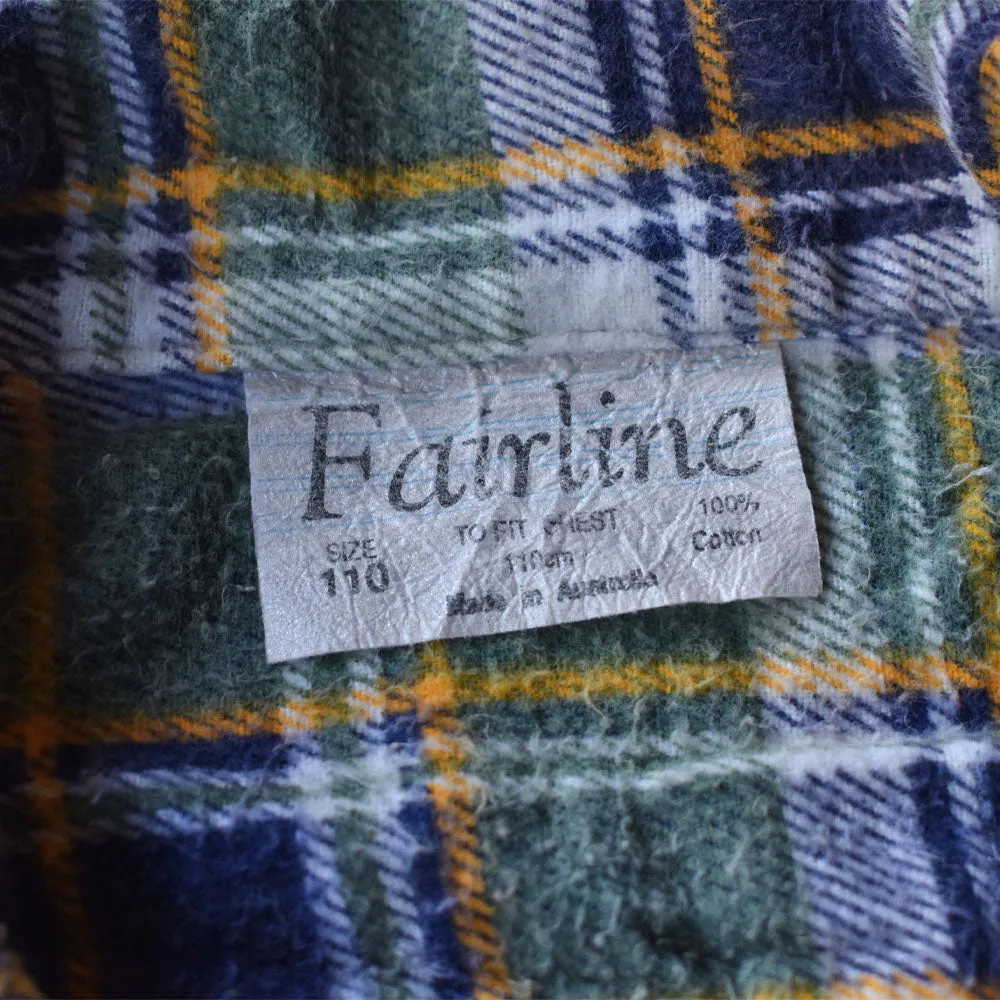 Fairline
SIZE
110
TO FIT CHEST
110cm
Made in Australia
100%
Cotton